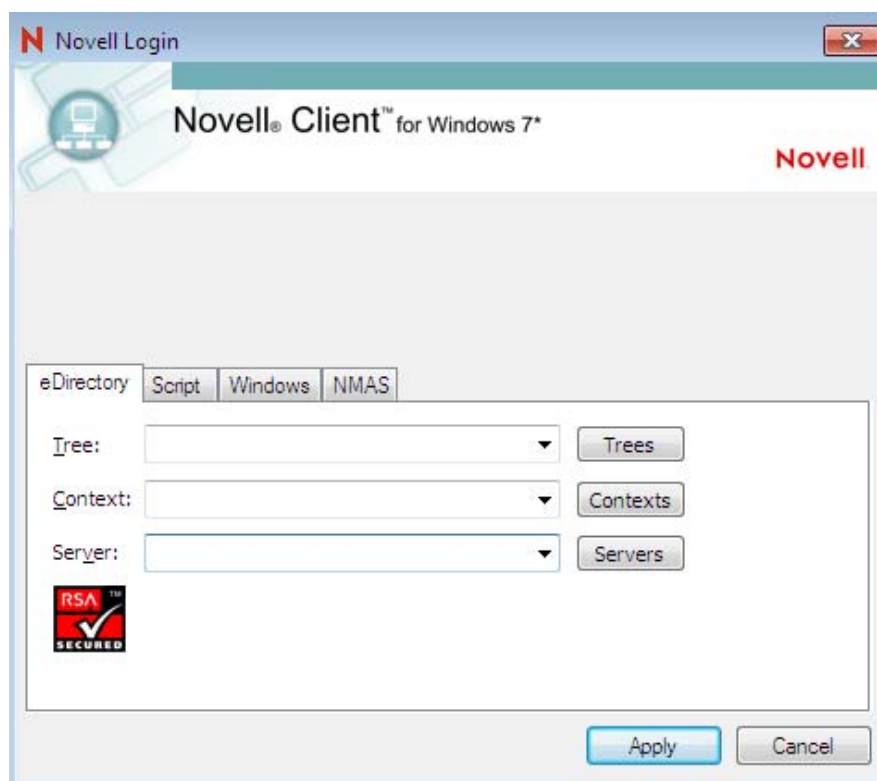 N Novell Login
Novell® Client™ for Windows 7*
Novell
eDirectory Script Windows NMAS
Tree: Trees
Context: Contexts
Server: Servers
RSA ™
SECURED
Apply Cancel